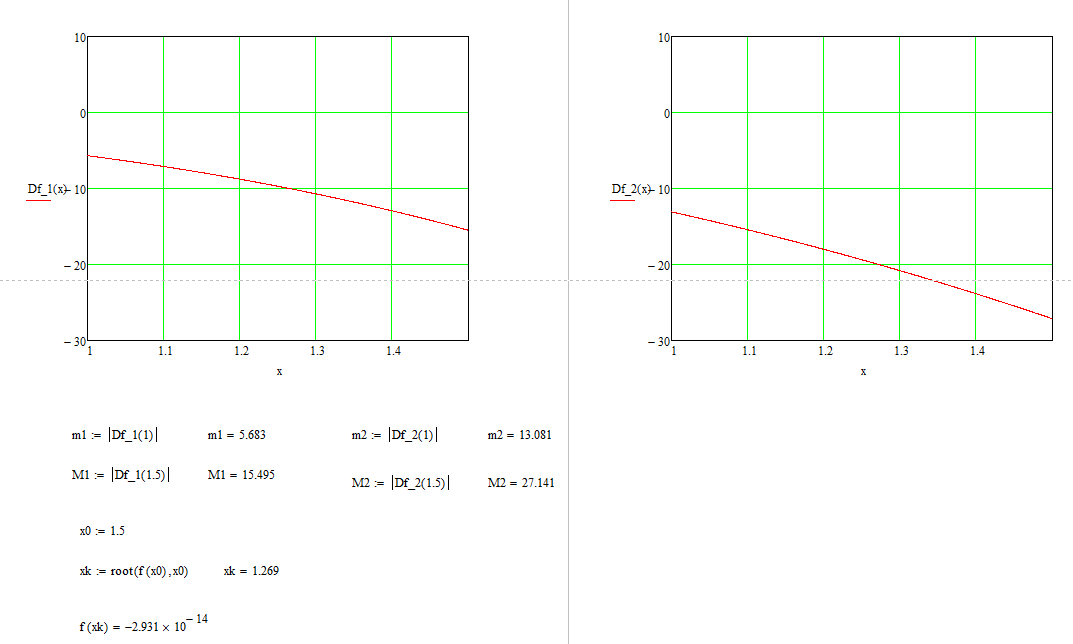 10
0
Df_1(x)
− 10
− 20
− 30
1 1.1 1.2 1.3 1.4
x
10
0
Df_2(x)
− 10
− 20
− 30
1 1.1 1.2 1.3 1.4
x
m1 := |Df_1(1)| m1 = 5.683 m2 := |Df_2(1)| m2 = 13.081
M1 := |Df_1(1.5)| M1 = 15.495 M2 := |Df_2(1.5)| M2 = 27.141
x0 := 1.5
xk := root(f(x0),x0) xk = 1.269
f(xk) = −2.931 × 10^−14